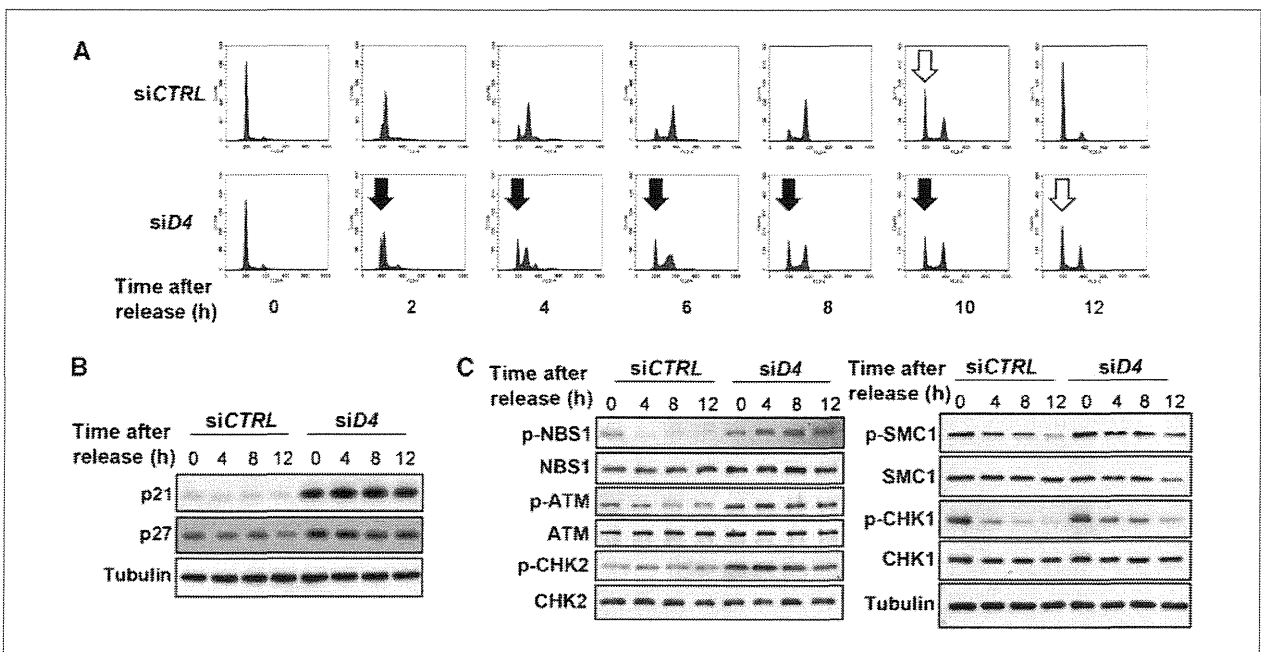 A
siCTRL
siD4
Time after
release (h)
0 2 4 6 8 10 12
B
Time after
release (h)
siCTRL siD4
0 4 8 12 0 4 8 12
p21
p27
Tubulin
C
Time after
release (h)
siCTRL siD4
0 4 8 12 0 4 8 12
p-NBS1
NBS1
p-ATM
ATM
p-CHK2
CHK2
Time after
release (h)
siCTRL siD4
0 4 8 12 0 4 8 12
p-SMC1
SMC1
p-CHK1
CHK1
Tubulin